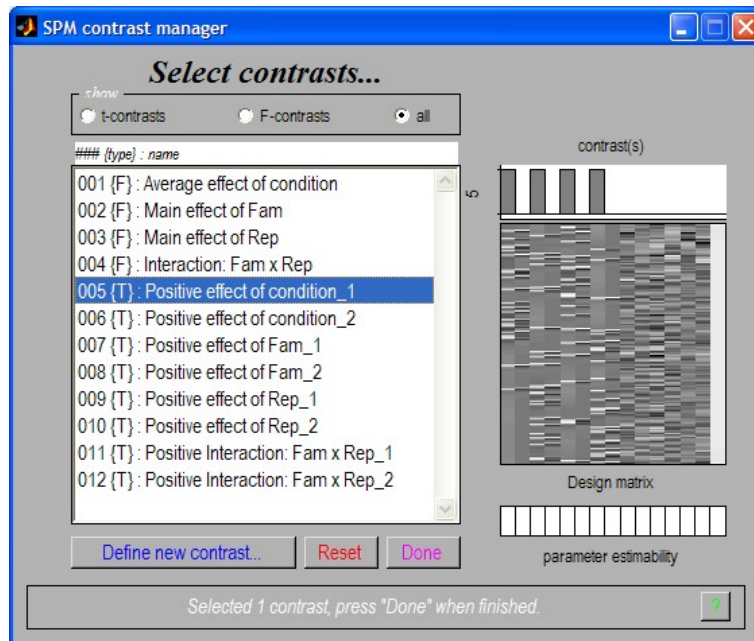 SPM contrast manager
Select contrasts...
show
t-contrasts
F-contrasts
all
### {type} : name
001 {F} : Average effect of condition
002 {F} : Main effect of Fam
003 {F} : Main effect of Rep
004 {F} : Interaction: Fam x Rep
005 {T} : Positive effect of condition_1
006 {T} : Positive effect of condition_2
007 {T} : Positive effect of Fam_1
008 {T} : Positive effect of Fam_2
009 {T} : Positive effect of Rep_1
010 {T} : Positive effect of Rep_2
011 {T} : Positive Interaction: Fam x Rep_1
012 {T} : Positive Interaction: Fam x Rep_2
contrast(s)
5
Design matrix
parameter estimability
Define new contrast...
Reset
Done
Selected 1 contrast, press "Done" when finished.
?